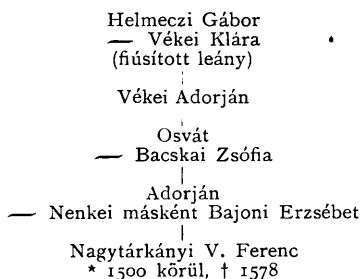 Helmeczi Gábor
— Vékei Klára
(fiúsított leány)
Vékei Adorján
Osvát
— Bacskai Zsófia
Adorján
— Nenkei másként Bajoni Erzsébet
Nagytárkányi V. Ferenc
* 1500 körül, † 1578